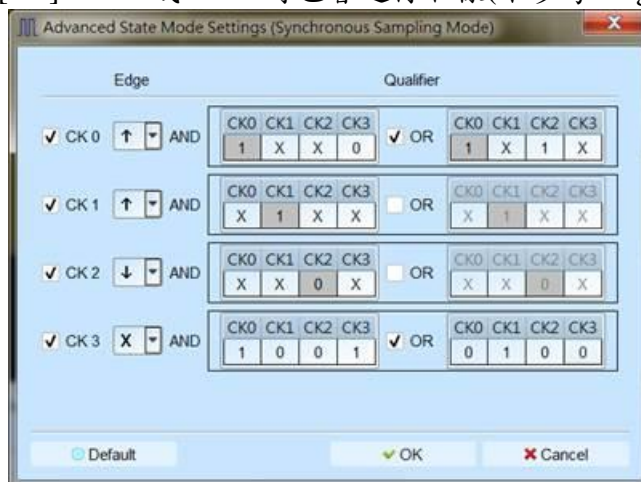 Advanced State Mode Settings (Synchronous Sampling Mode)
Edge Qualifier
CK0 CK1 CK2 CK3 CK0 CK1 CK2 CK3
CK 0 ↑ AND 1 X X 0 OR 1 X 1 X
CK0 CK1 CK2 CK3 CK0 CK1 CK2 CK3
CK 1 ↑ AND X 1 X X OR X 1 X X
CK0 CK1 CK2 CK3 CK0 CK1 CK2 CK3
CK 2 ↓ AND X X 0 X OR X X 0 X
CK0 CK1 CK2 CK3 CK0 CK1 CK2 CK3
CK 3 X AND 1 0 0 1 OR 0 1 0 0
Default OK Cancel